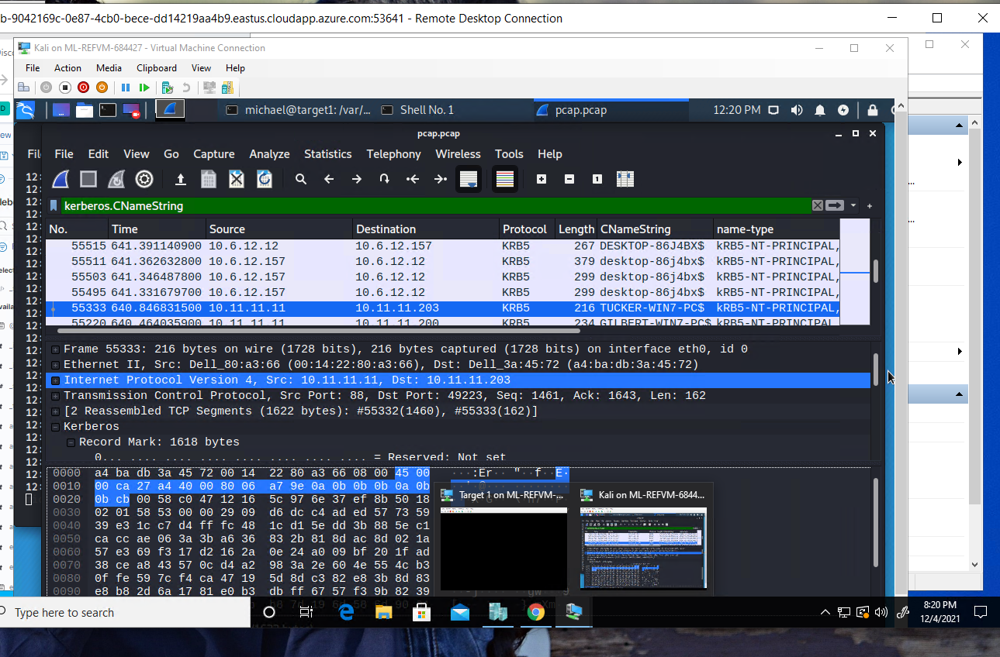 b-9042169c-0e87-4cb0-bece-dd14219aa4b9.eastus.cloudapp.azure.com:53641 - Remote Desktop Connection
Kali on ML-REFVM-684427 - Virtual Machine Connection
File Action Media Clipboard View Help
michael@target1: /var/... Shell No. 1 pcap.pcap 12:20 PM
pcap.pcap
File Edit View Go Capture Analyze Statistics Telephony Wireless Tools Help
kerberos.CNameString
No. Time Source Destination Protocol Length CNameString name-type
55515 641.391140900 10.6.12.12 10.6.12.157 KRB5 267 DESKTOP-86J4BX$ kRB5-NT-PRINCIPAL,
55511 641.362632800 10.6.12.157 10.6.12.12 KRB5 379 desktop-86j4bx$ kRB5-NT-PRINCIPAL,
55503 641.346487800 10.6.12.157 10.6.12.12 KRB5 299 desktop-86j4bx$ kRB5-NT-PRINCIPAL,
55495 641.331679700 10.6.12.157 10.6.12.12 KRB5 299 desktop-86j4bx$ kRB5-NT-PRINCIPAL,
55333 640.846831500 10.11.11.11 10.11.11.203 KRB5 216 TUCKER-WIN7-PC$ kRB5-NT-PRINCIPAL,
55220 640.464035900 10.11.11.11 10.11.11.200 KRB5 234 GILBERT-WIN7-PC$ kRB5-NT-PRINCIPAL
Frame 55333: 216 bytes on wire (1728 bits), 216 bytes captured (1728 bits) on interface eth0, id 0
Ethernet II, Src: Dell_80:a3:66 (00:14:22:80:a3:66), Dst: Dell_3a:45:72 (a4:ba:db:3a:45:72)
Internet Protocol Version 4, Src: 10.11.11.11, Dst: 10.11.11.203
Transmission Control Protocol, Src Port: 88, Dst Port: 49223, Seq: 1461, Ack: 1643, Len: 162
[2 Reassembled TCP Segments (1622 bytes): #55332(1460), #55333(162)]
Kerberos
Record Mark: 1618 bytes
0... .... .... .... .... .... .... .... = Reserved: Not set
0000 a4 ba db 3a 45 72 00 14 22 80 a3 66 08 00 45 00 ···:Er·· "··f··E·
0010 00 ca 27 a4 40 00 80 06 a7 9e 0a 0b 0b 0b 0a 0b
0020 0b cb 00 58 c0 47 12 16 5c 97 6e 37 ef 8b 50 18
0030 02 01 58 53 00 00 29 09 d6 dc c4 ad ed 57 73 59
0040 39 e3 1c c7 d4 ff fc 48 1c d1 5e dd 3b 88 5e c1
0050 ca cc ae 06 3a 3b a6 36 83 2b 81 8d ac 8d 02 1a
0060 57 e3 69 f3 17 d2 16 2a 0e 24 a0 09 bf 20 1f ad
0070 38 ce a8 43 57 0c d4 a2 98 3a 2e 60 4e 55 4c b3
0080 0f fe 59 7c f4 ca 47 19 5d 8d c3 82 e8 3b 8d 83
0090 e8 b8 2d 6a 17 81 e0 b3 db ff 67 57 f3 9b 82 39
Target 1 on ML-REFVM-... Kali on ML-REFVM-6844...
Type here to search
8:20 PM
12/4/2021